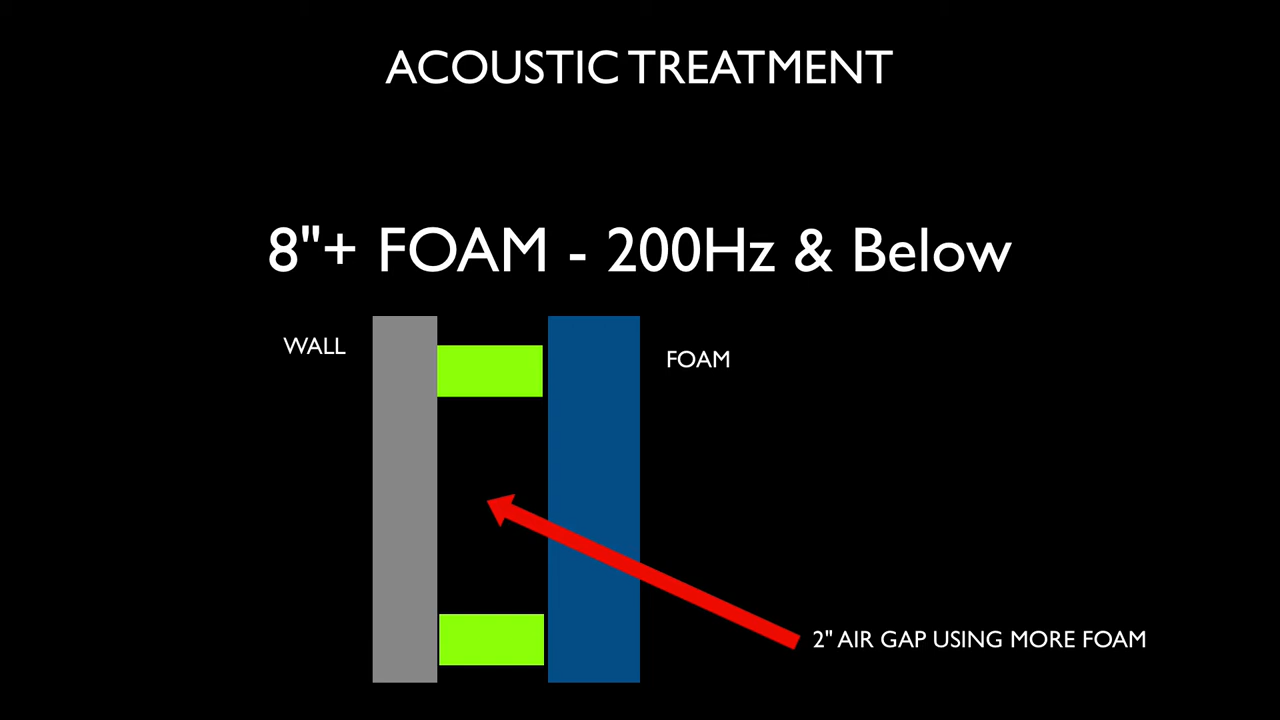 ACOUSTIC TREATMENT
8"+ FOAM - 200Hz & Below
WALL
FOAM
2" AIR GAP USING MORE FOAM